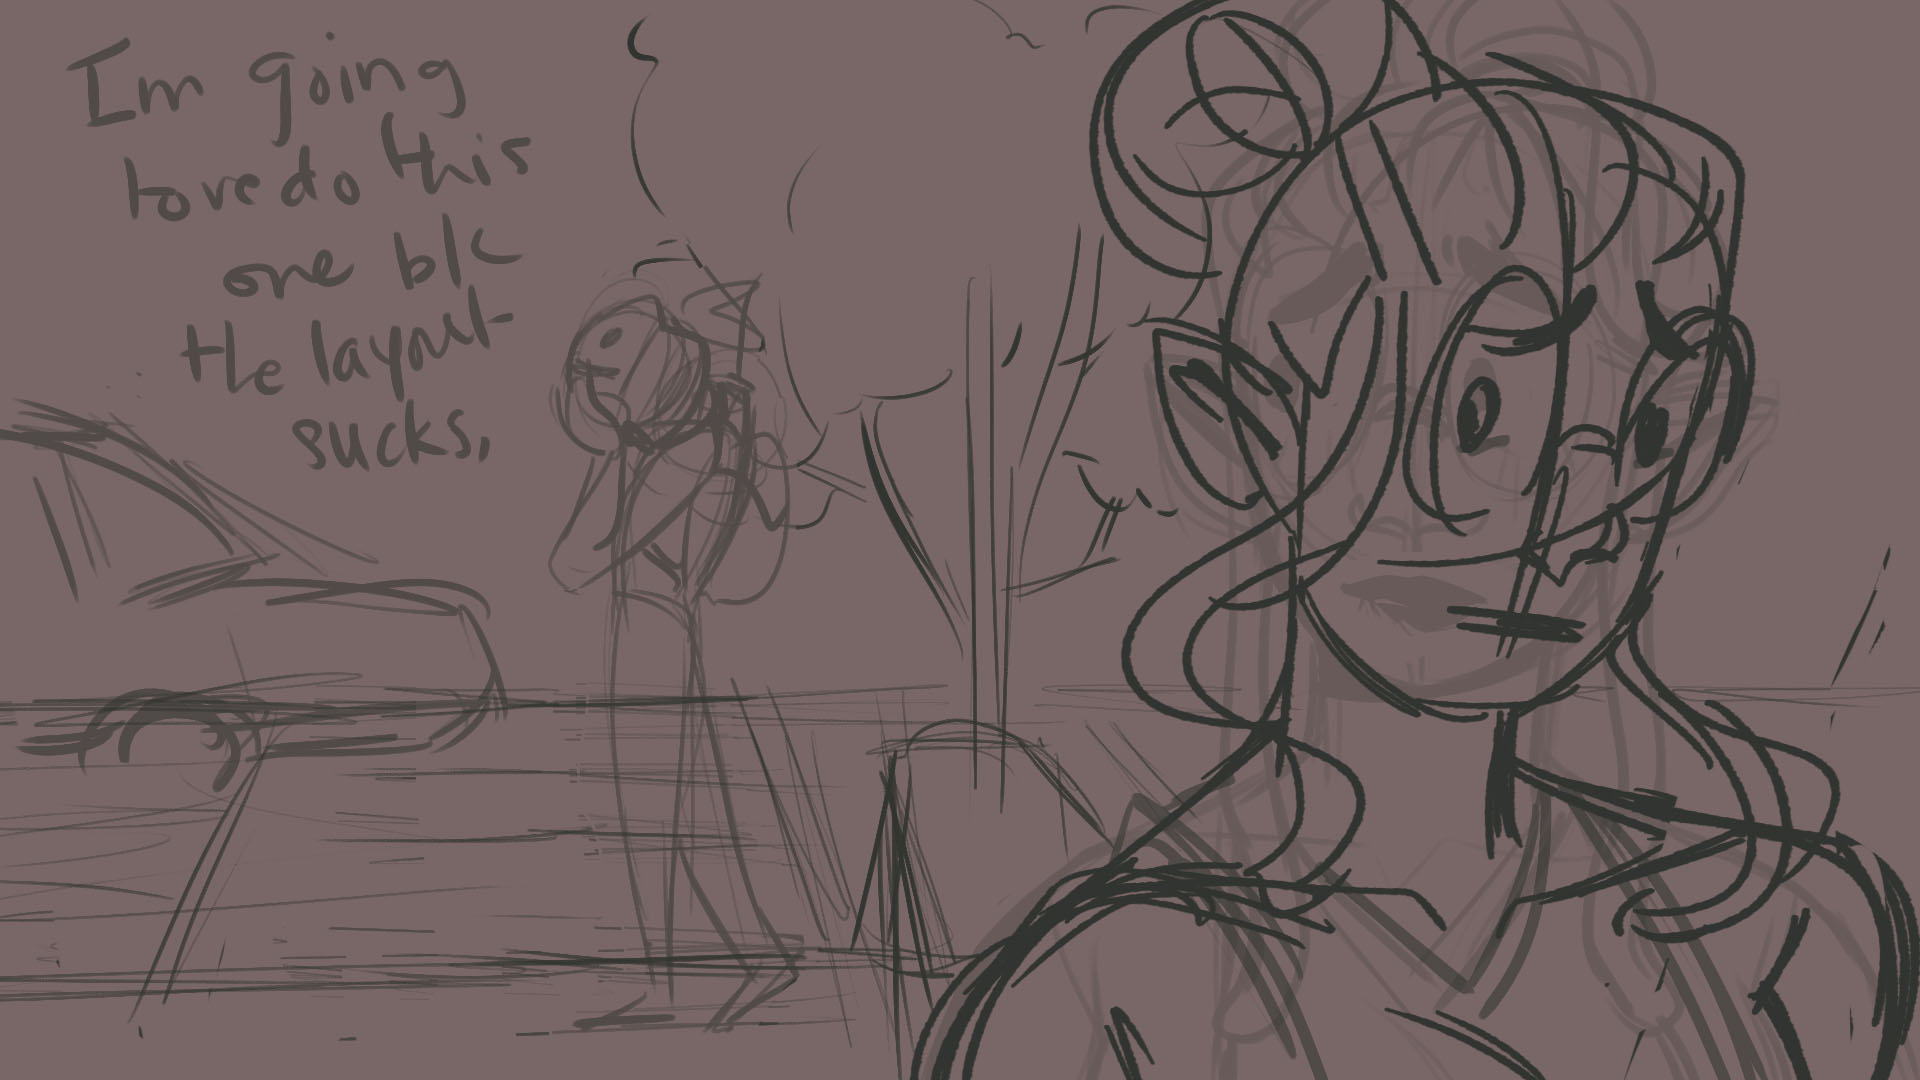 Im going
to redo this
one b/c
the layout
sucks,